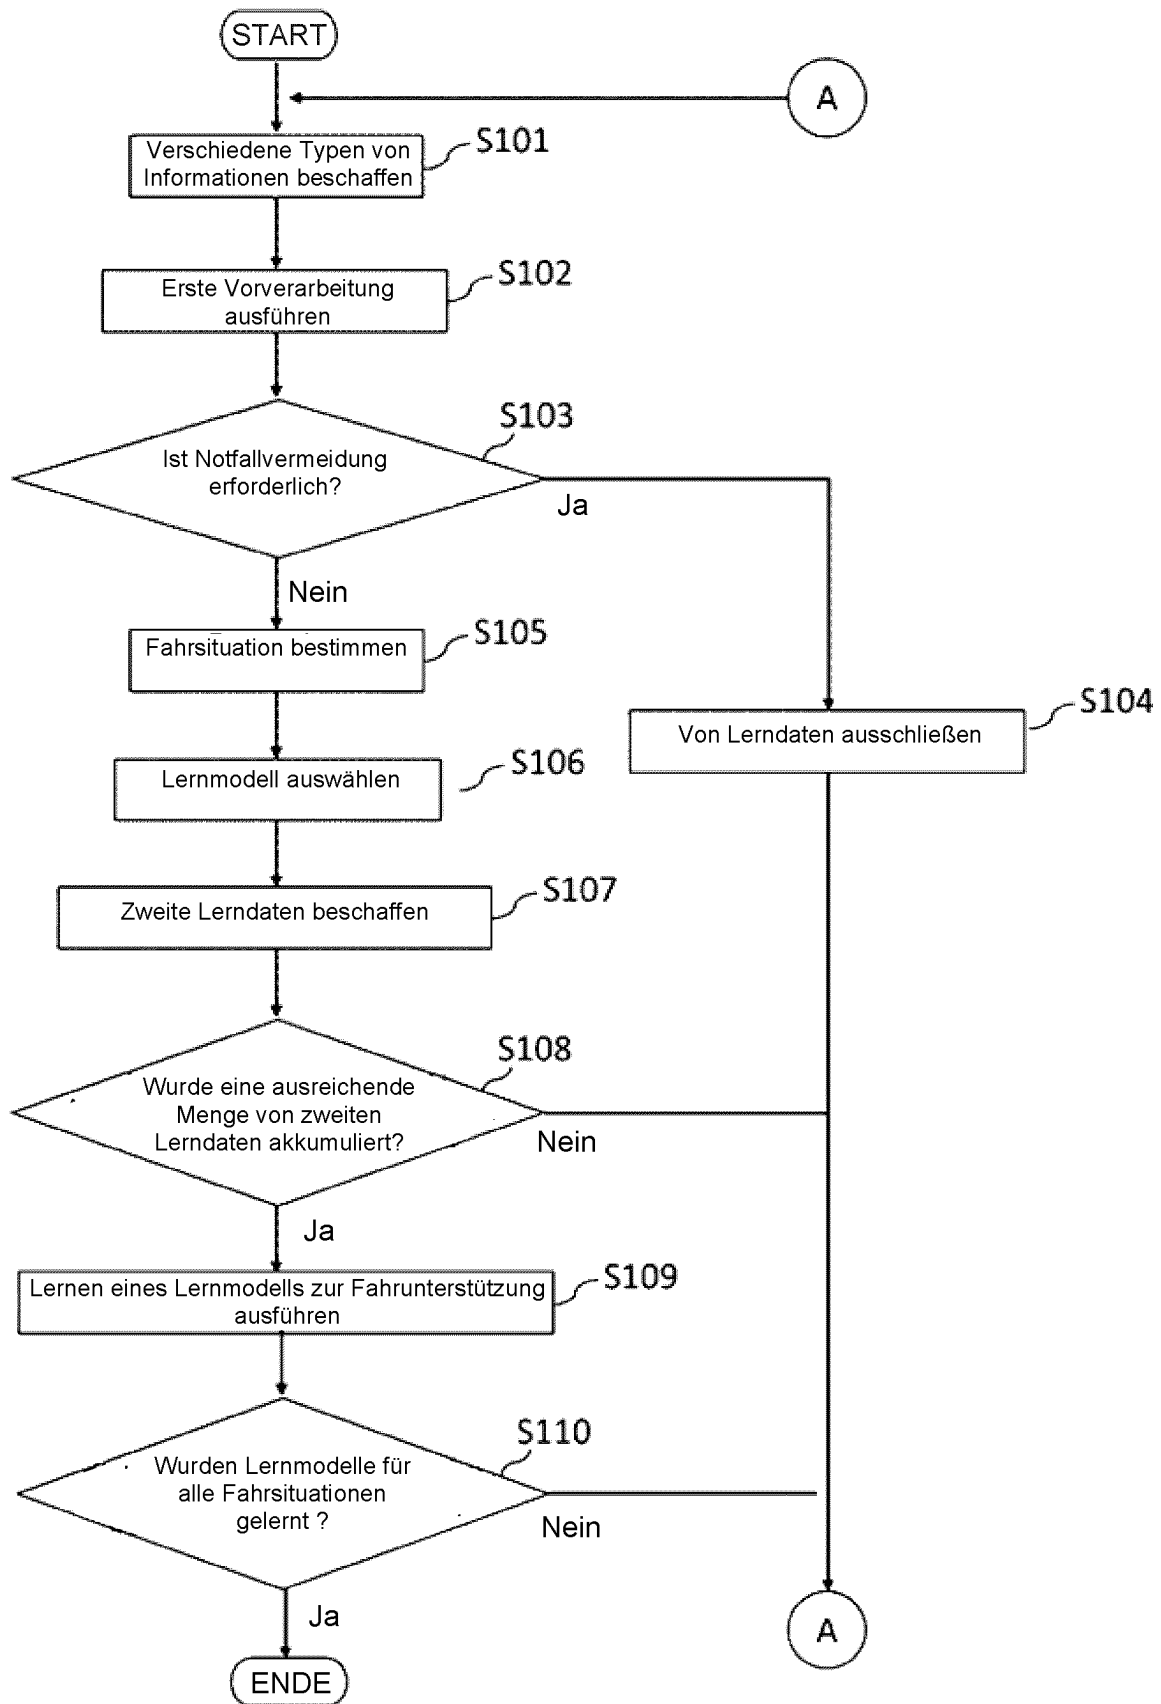 START
A
S101
Verschiedene Typen von
Informationen beschaffen
S102
Erste Vorverarbeitung
ausführen
S103
Ist Notfallvermeidung
erforderlich?
Ja
Nein
S105
Fahrsituation bestimmen
S104
Von Lerndaten ausschließen
S106
Lernmodell auswählen
S107
Zweite Lerndaten beschaffen
S108
Wurde eine ausreichende
Menge von zweiten
Lerndaten akkumuliert?
Nein
Ja
S109
Lernen eines Lernmodells zur Fahrunterstützung
ausführen
S110
Wurden Lernmodelle für
alle Fahrsituationen
gelernt ?
Nein
Ja
A
ENDE